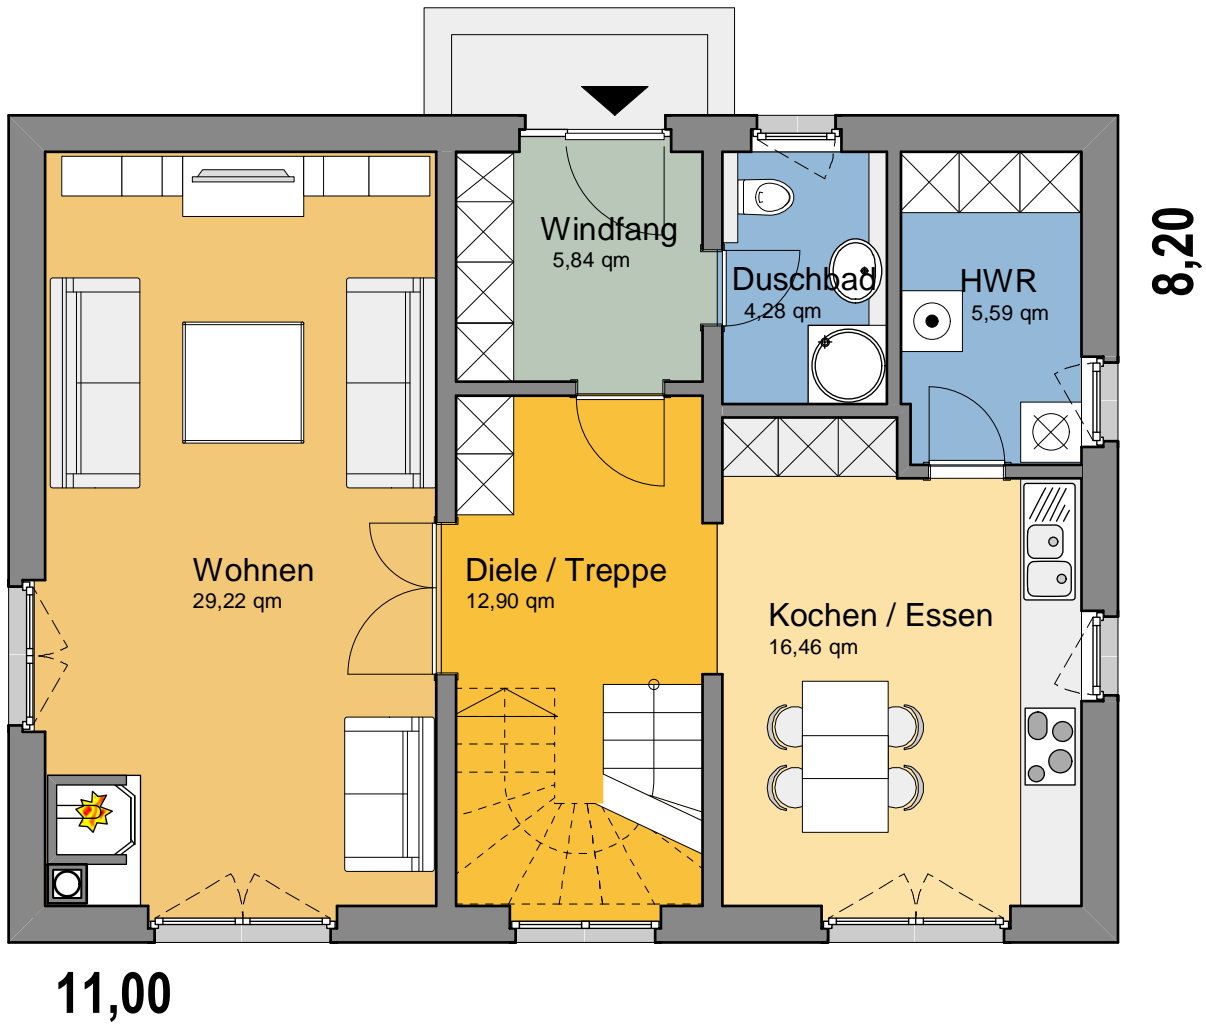 Windfang
5,84 qm
Duschbad
4,28 qm
HWR
5,59 qm
8,20
Wohnen
29,22 qm
Diele / Treppe
12,90 qm
Kochen / Essen
16,46 qm
11,00